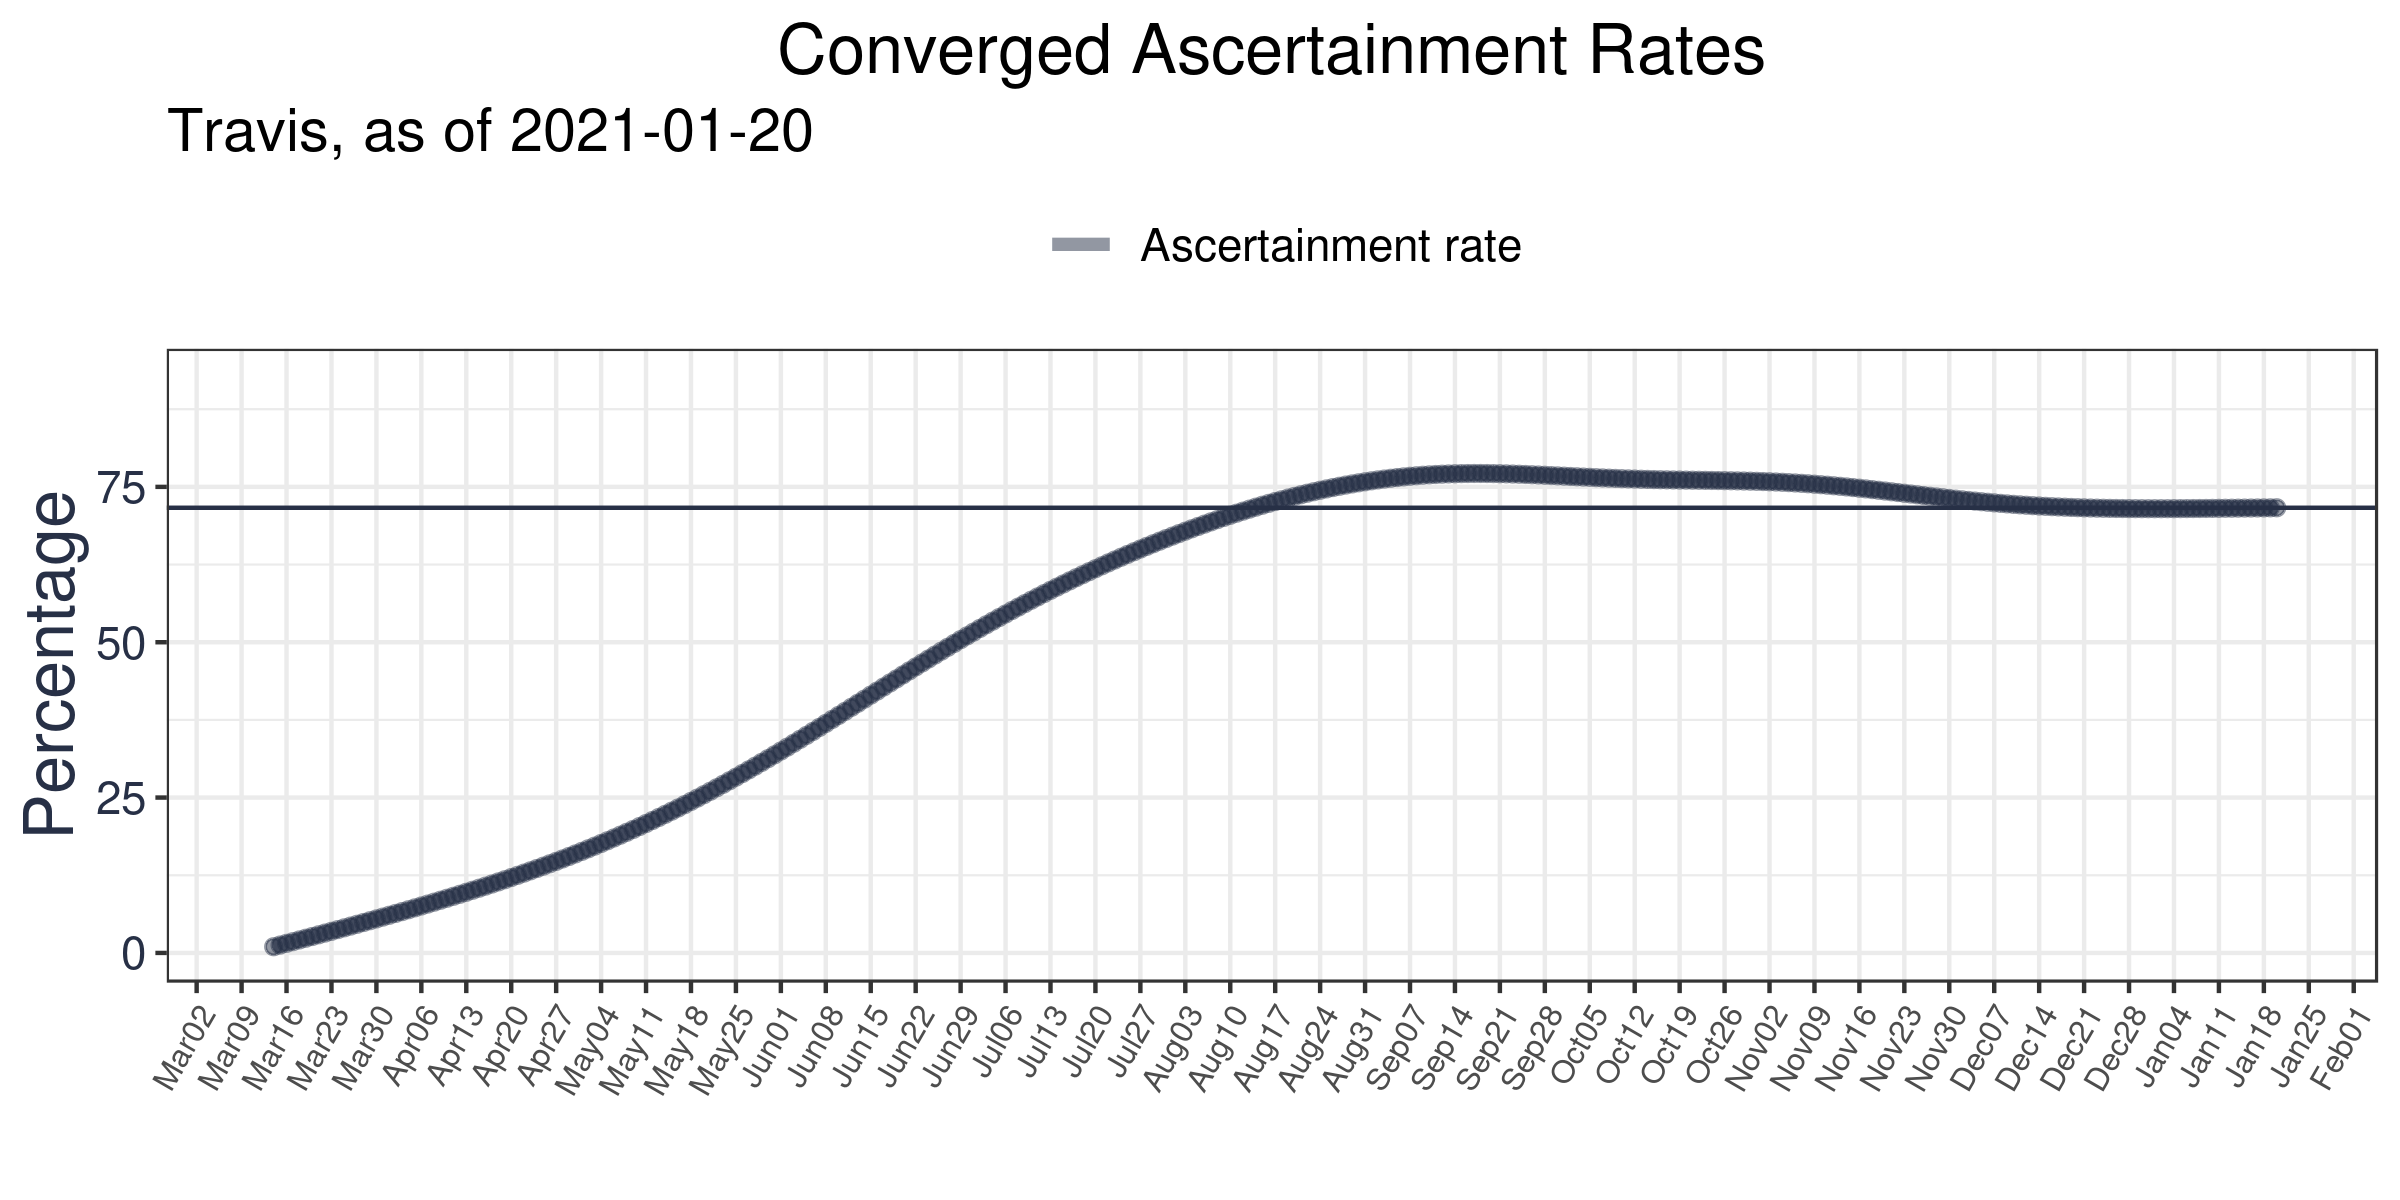 Converged Ascertainment Rates
Travis, as of 2021-01-20
Ascertainment rate
Percentage
75
50
25
0
Mar02 Mar09 Mar16 Mar23 Mar30 Apr06 Apr13 Apr20 Apr27 May04 May11 May18 May25 Jun01 Jun08 Jun15 Jun22 Jun29 Jul06 Jul13 Jul20 Jul27 Aug03 Aug10 Aug17 Aug24 Aug31 Sep07 Sep14 Sep21 Sep28 Oct05 Oct12 Oct19 Oct26 Nov02 Nov09 Nov16 Nov23 Nov30 Dec07 Dec14 Dec21 Dec28 Jan04 Jan11 Jan18 Jan25 Feb01